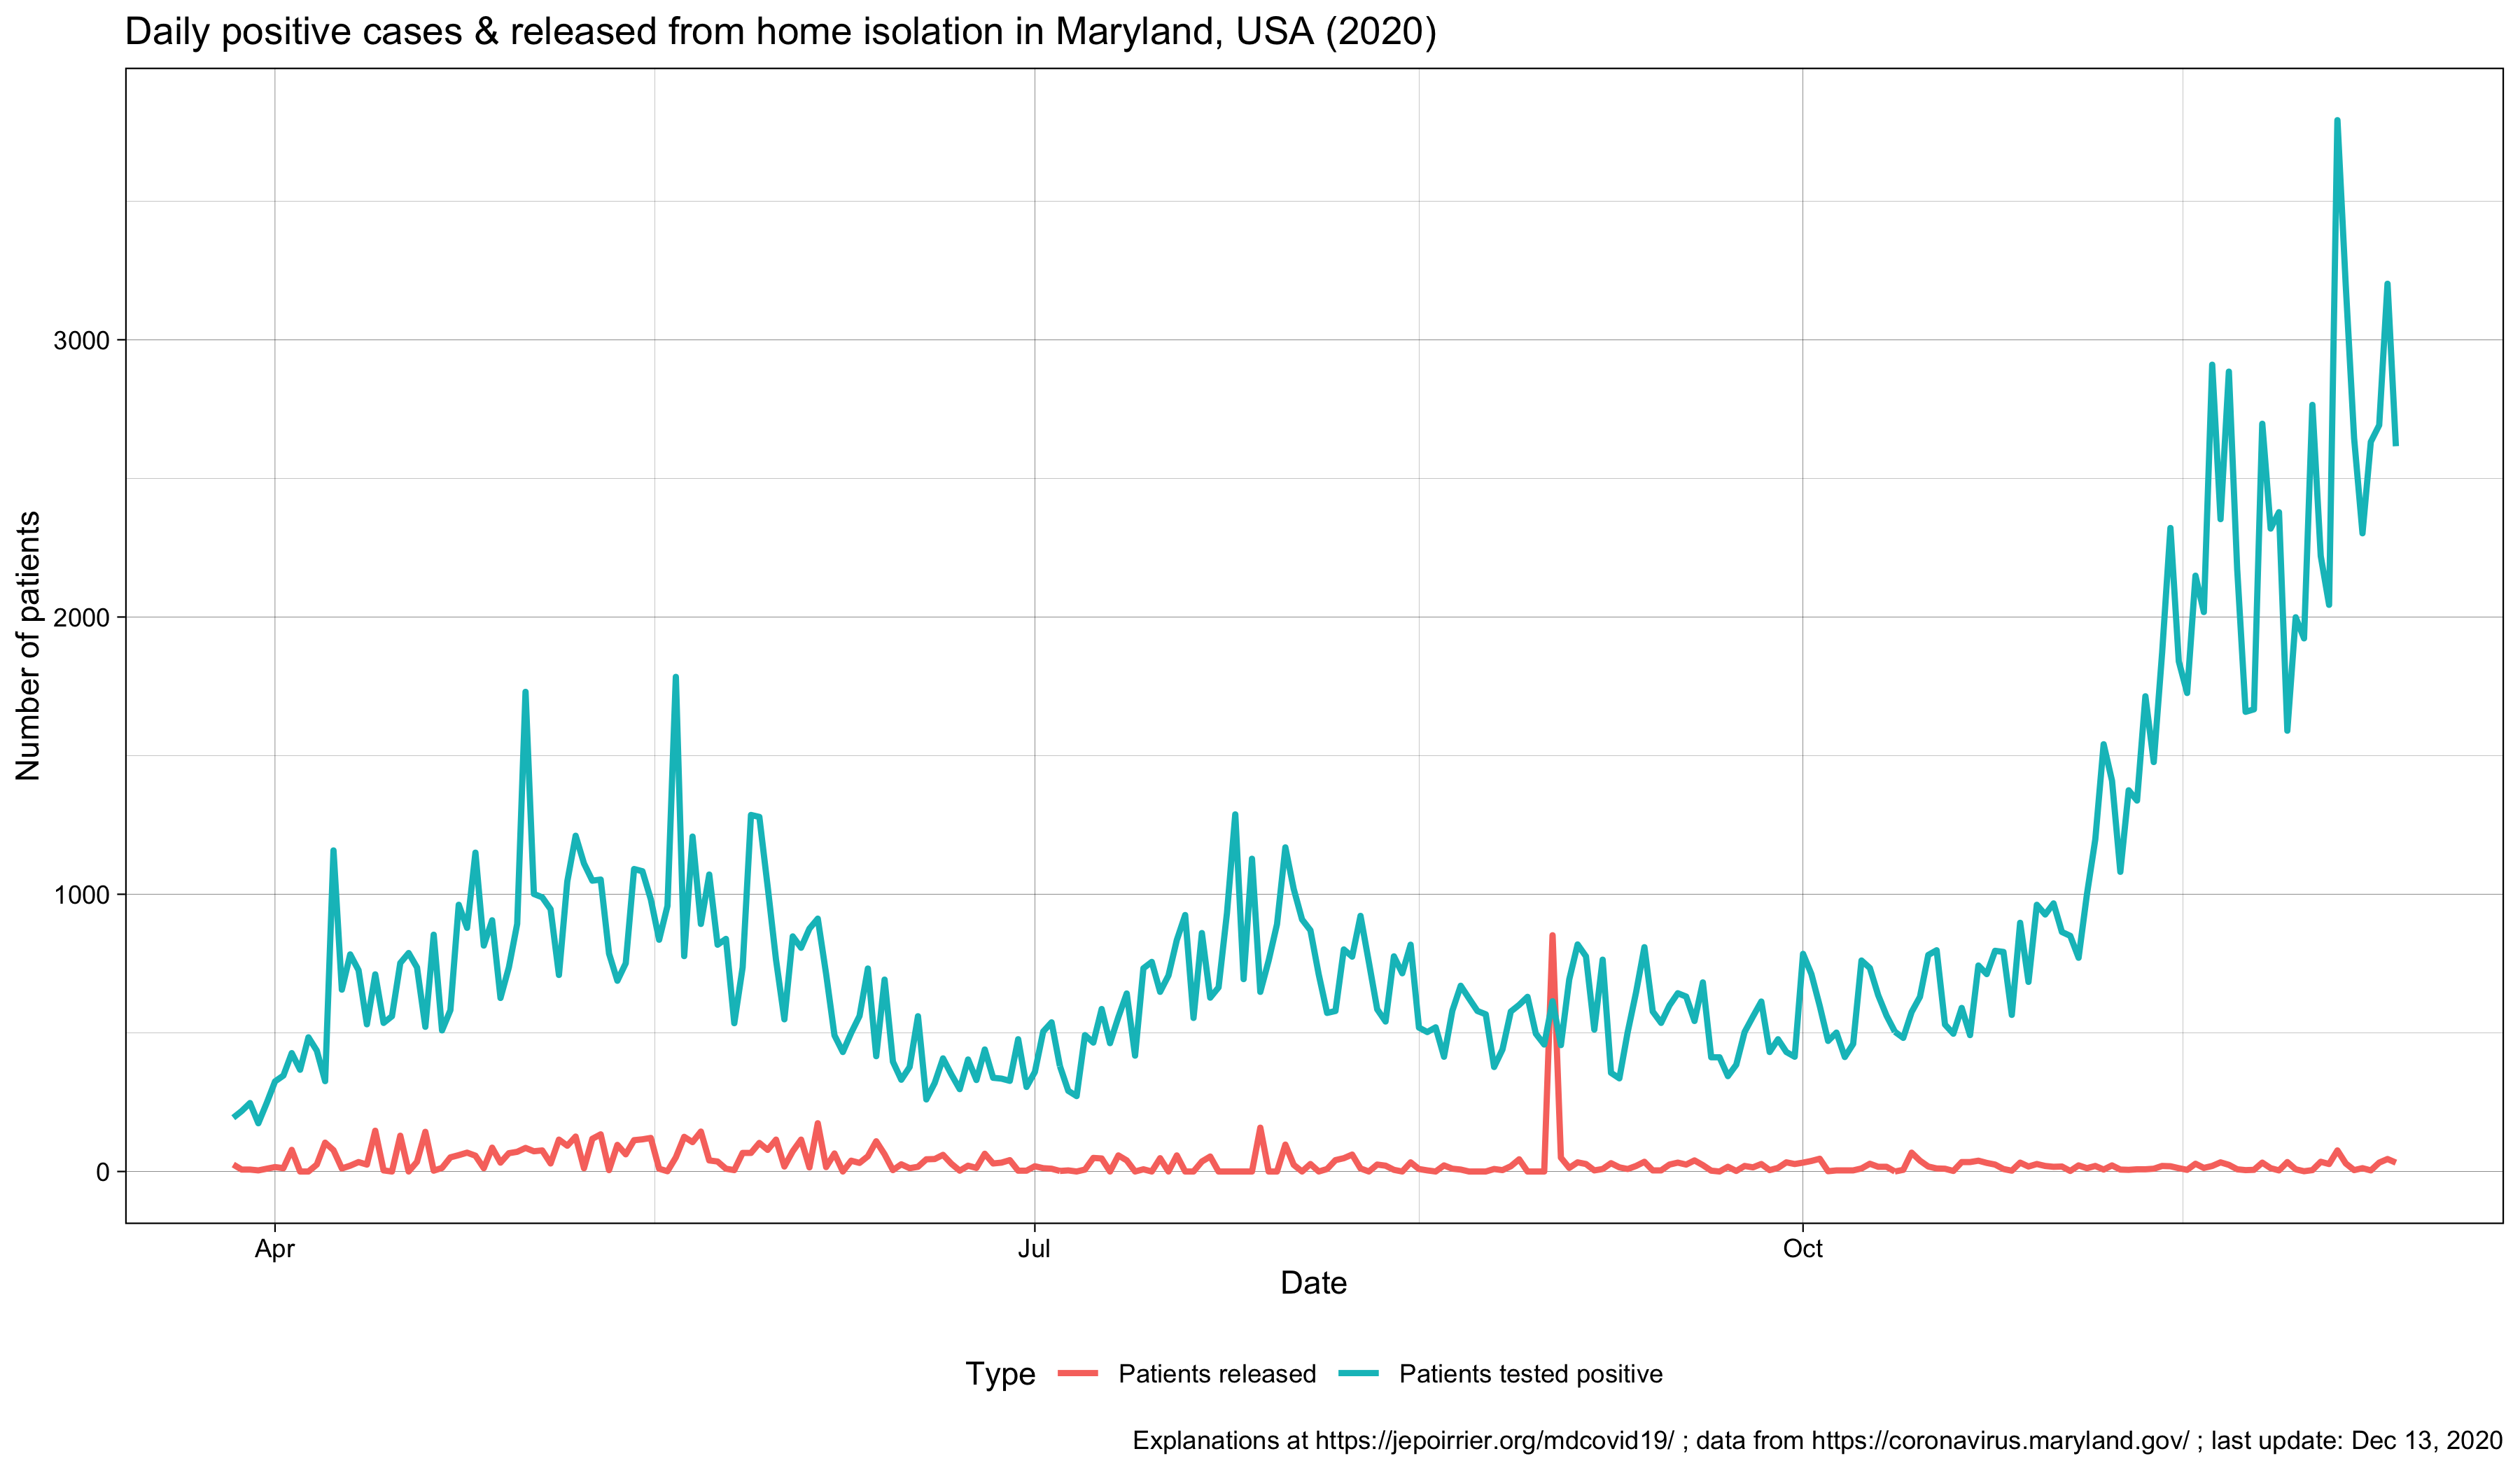 Daily positive cases & released from home isolation in Maryland, USA (2020)
Number of patients
3000
2000
1000
0
Apr
Jul
Oct
Date
Type
Patients released
Patients tested positive
Explanations at https://jepoirrier.org/mdcovid19/ ; data from https://coronavirus.maryland.gov/ ; last update: Dec 13, 2020